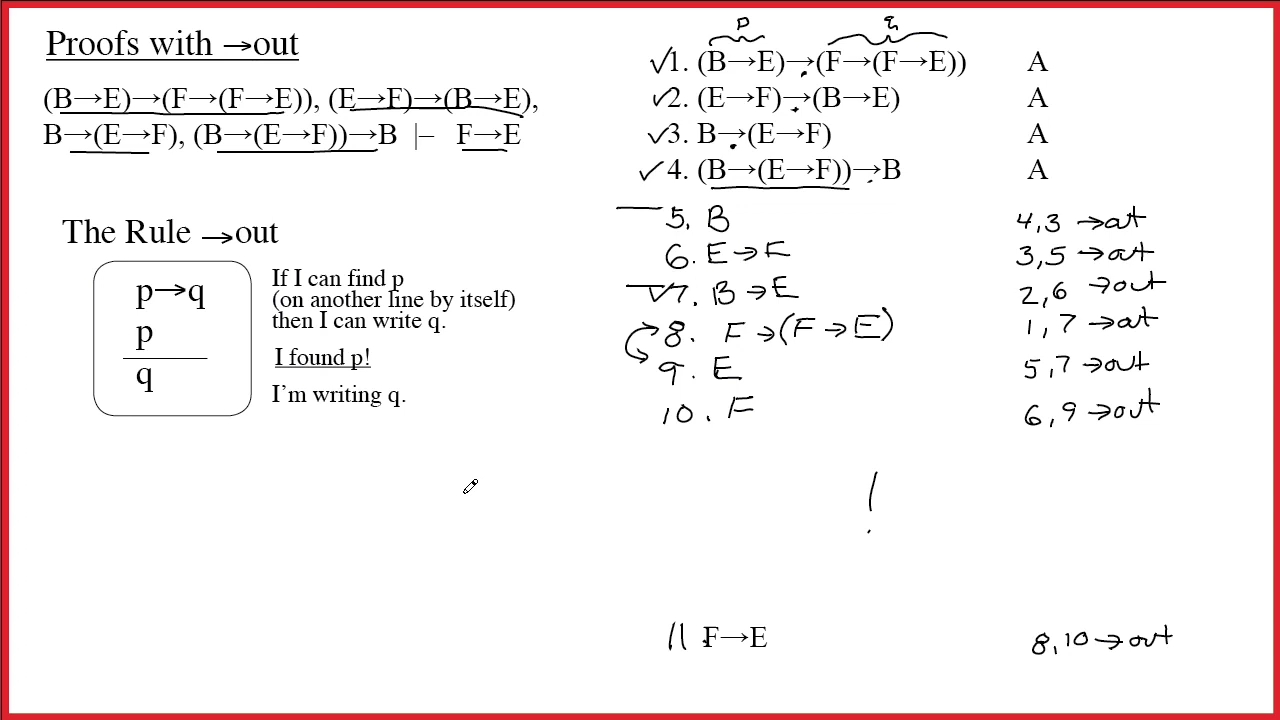 Proofs with →out
(B→E)→(F→(F→E)), (E→F)→(B→E),
B→(E→F), (B→(E→F))→B |– F→E
The Rule →out
p→q
p
q
If I can find p
(on another line by itself)
then I can write q.
I found p!
I'm writing q.
p q
✓1. (B→E)→(F→(F→E)) A
✓2. (E→F)→(B→E) A
✓3. B→(E→F) A
✓4. (B→(E→F))→B A
5. B 4,3 →out
6. E→F 3,5 →out
✓7. B→E 2,6 →out
8. F→(F→E) 1,7 →out
9. E 5,7 →out
10. F 6,9 →out
!
11 F→E 8,10 →out